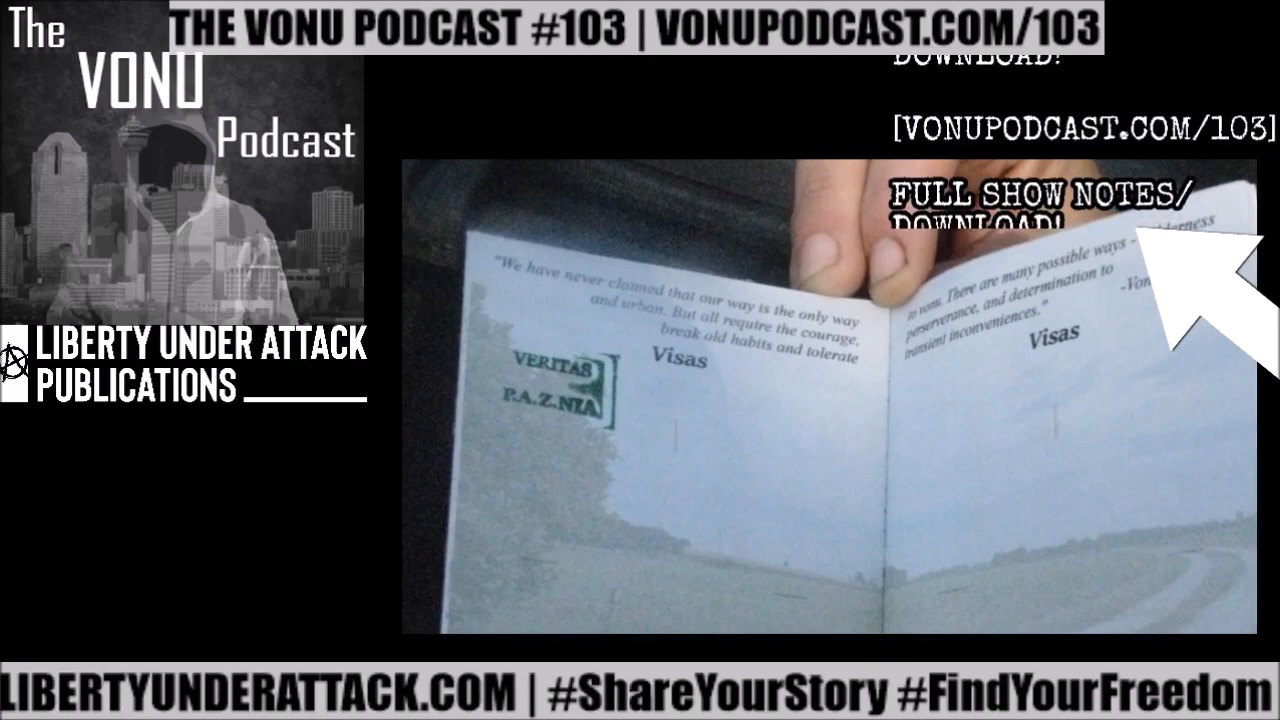 The
VONU
Podcast
THE VONU PODCAST #103 | VONUPODCAST.COM/103
LIBERTY UNDER ATTACK
PUBLICATIONS
DOWNLOAD!
[VONUPODCAST.COM/103]
FULL SHOW NOTES/
DOWNLOAD!
"We have never claimed that our way is the only way
and urban. But all require the courage,
break old habits and tolerate
Visas
VERITAS
P.A.Z.NIA
to vonu. There are many possible ways -
perserverance, and determination to
transient inconveniences."
Visas
LIBERTYUNDERATTACK.COM | #ShareYourStory #FindYourFreedom